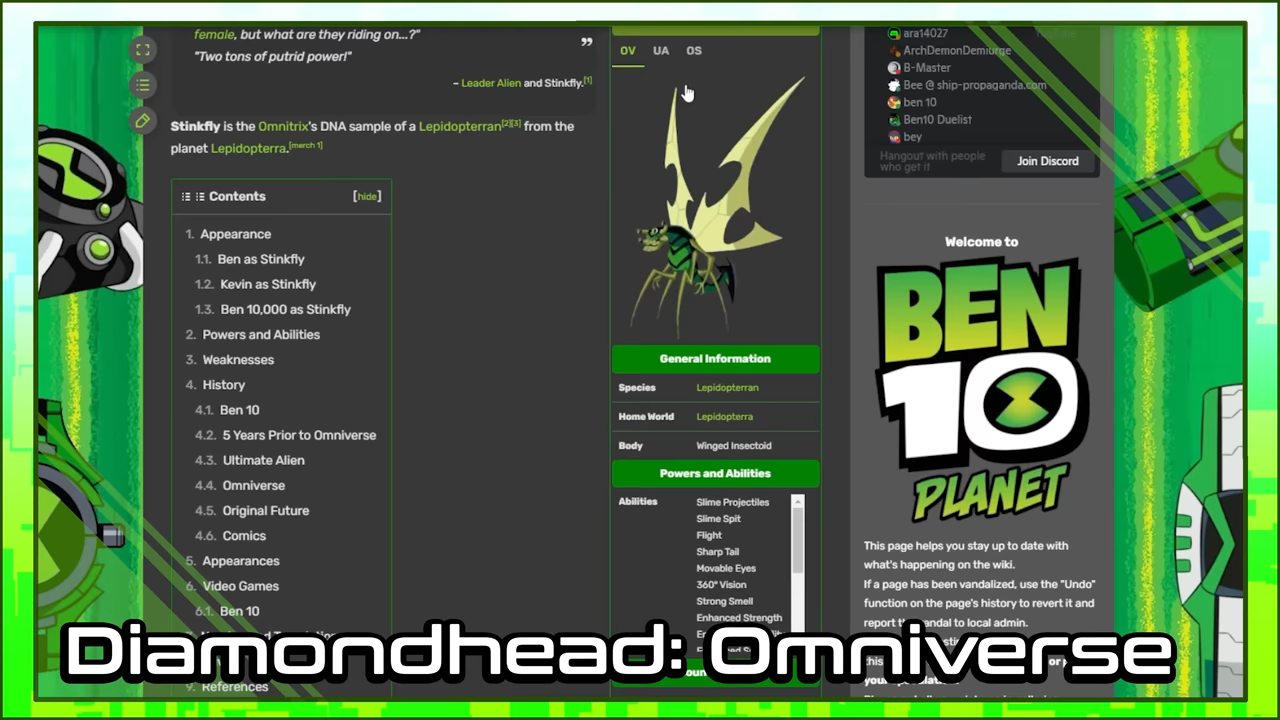 female, but what are they riding on...?"
"Two tons of putrid power!"
”
– Leader Alien and Stinkfly.[1]
Stinkfly is the Omnitrix's DNA sample of a Lepidopterran[2][3] from the
planet Lepidopterra.[merch 1]
Contents [hide]
1. Appearance
1.1. Ben as Stinkfly
1.2. Kevin as Stinkfly
1.3. Ben 10,000 as Stinkfly
2. Powers and Abilities
3. Weaknesses
4. History
4.1. Ben 10
4.2. 5 Years Prior to Omniverse
4.3. Ultimate Alien
4.4. Omniverse
4.5. Original Future
4.6. Comics
5. Appearances
6. Video Games
6.1. Ben 10
9. References
OV UA OS
General Information
Species Lepidopterran
Home World Lepidopterra
Body Winged Insectoid
Powers and Abilities
Abilities Slime Projectiles
Slime Spit
Flight
Sharp Tail
Movable Eyes
360° Vision
Strong Smell
Enhanced Strength
ara14027
ArchDemonDemiurge
B-Master
Bee @ ship-propaganda.com
ben 10
Ben10 Duelist
bey
Hangout with people
who get it
Join Discord
Welcome to
BEN
10
PLANET
This page helps you stay up to date with
what's happening on the wiki.
If a page has been vandalized, use the "Undo"
function on the page's history to revert it and
to local admin.
Diamondhead: Omniverse